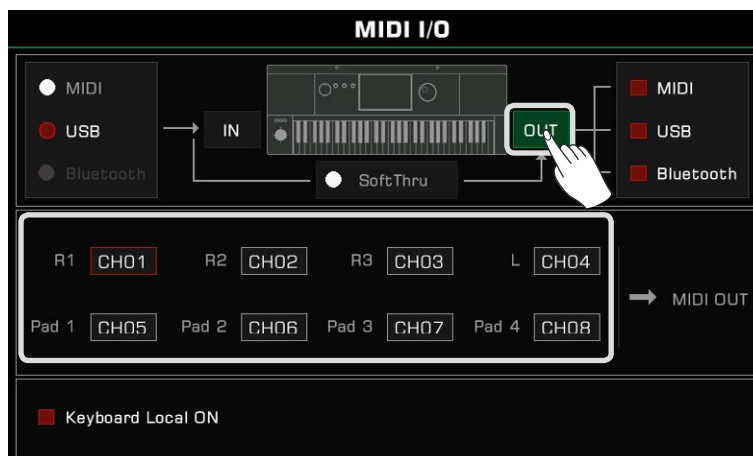 MIDI I/O
MIDI
USB
Bluetooth
IN
SoftThru
OUT
MIDI
USB
Bluetooth
R1 CH01 R2 CH02 R3 CH03 L CH04
Pad 1 CH05 Pad 2 CH06 Pad 3 CH07 Pad 4 CH08
MIDI OUT
Keyboard Local ON